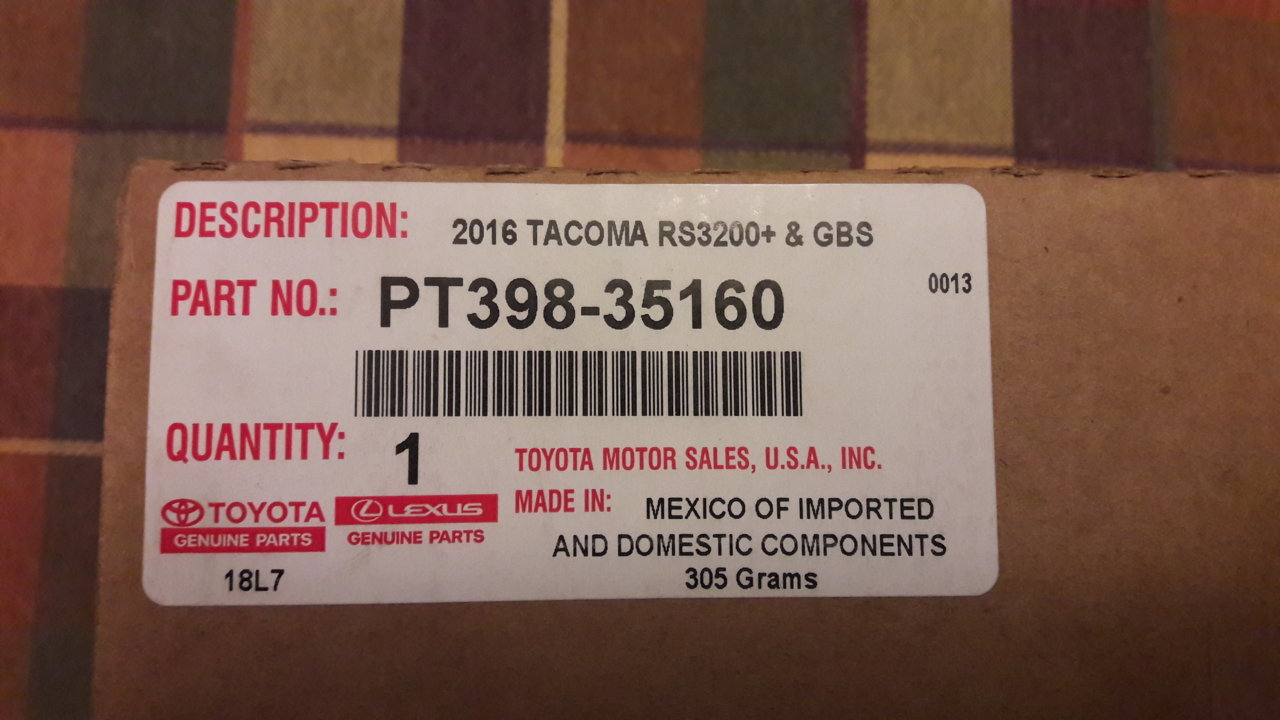 DESCRIPTION: 2016 TACOMA RS3200+ & GBS
PART NO.: PT398-35160 0013
QUANTITY: 1
TOYOTA MOTOR SALES, U.S.A., INC.
MADE IN: MEXICO OF IMPORTED
AND DOMESTIC COMPONENTS
305 Grams
TOYOTA
GENUINE PARTS
LEXUS
GENUINE PARTS
18L7